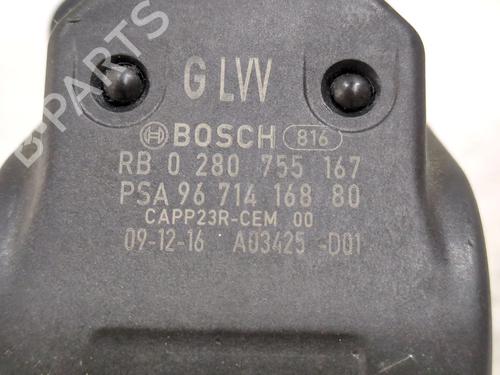 B-PARTS
G LVV
BOSCH 816
RB 0 280 755 167
PSA 96 714 168 80
CAPP23R-CEM 00
09-12-16 A03425 -D01